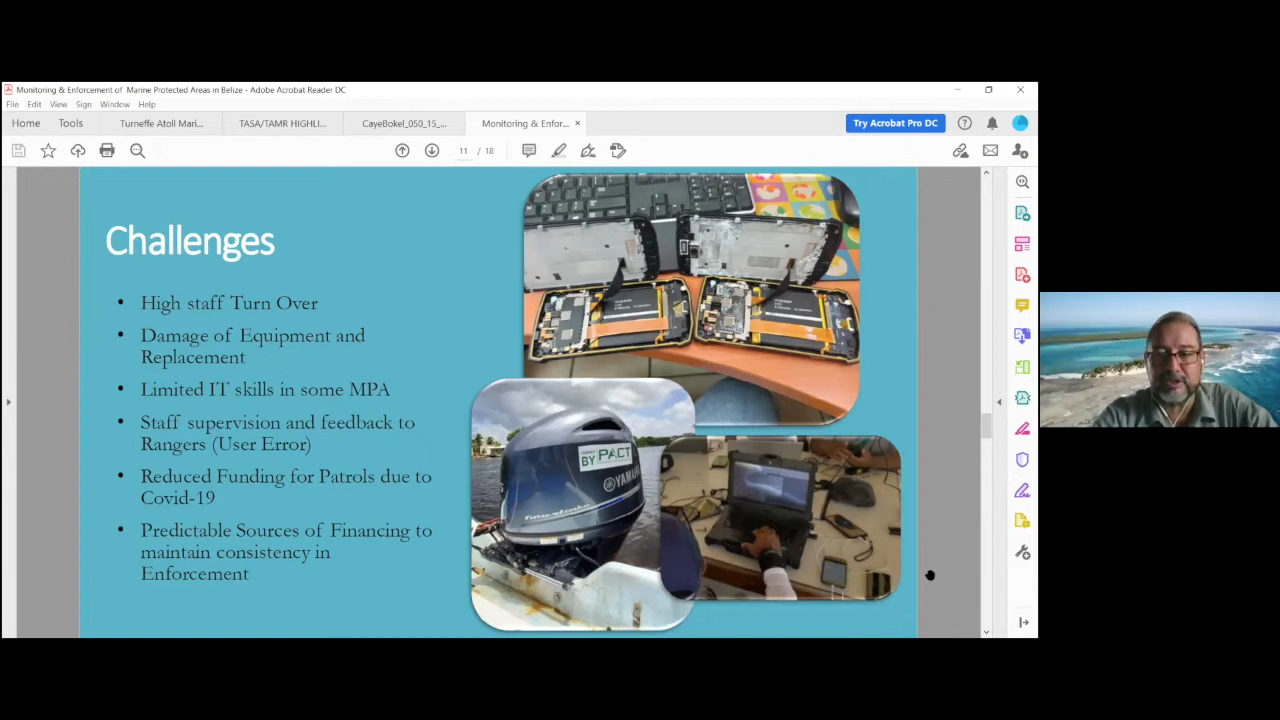 Monitoring & Enforcement of Marine Protected Areas in Belize - Adobe Acrobat Reader DC
File Edit View Sign Window Help
Home Tools Turneffe Atoll Mari... TASA/TAMR HIGHLI... CayeBokel_050_15_... Monitoring & Enfor... × Try Acrobat Pro DC
11 / 18
Challenges
• High staff Turn Over
• Damage of Equipment and
Replacement
• Limited IT skills in some MPA
• Staff supervision and feedback to
Rangers (User Error)
• Reduced Funding for Patrols due to
Covid-19
• Predictable Sources of Financing to
maintain consistency in
Enforcement
BY PACT
YAMAHA